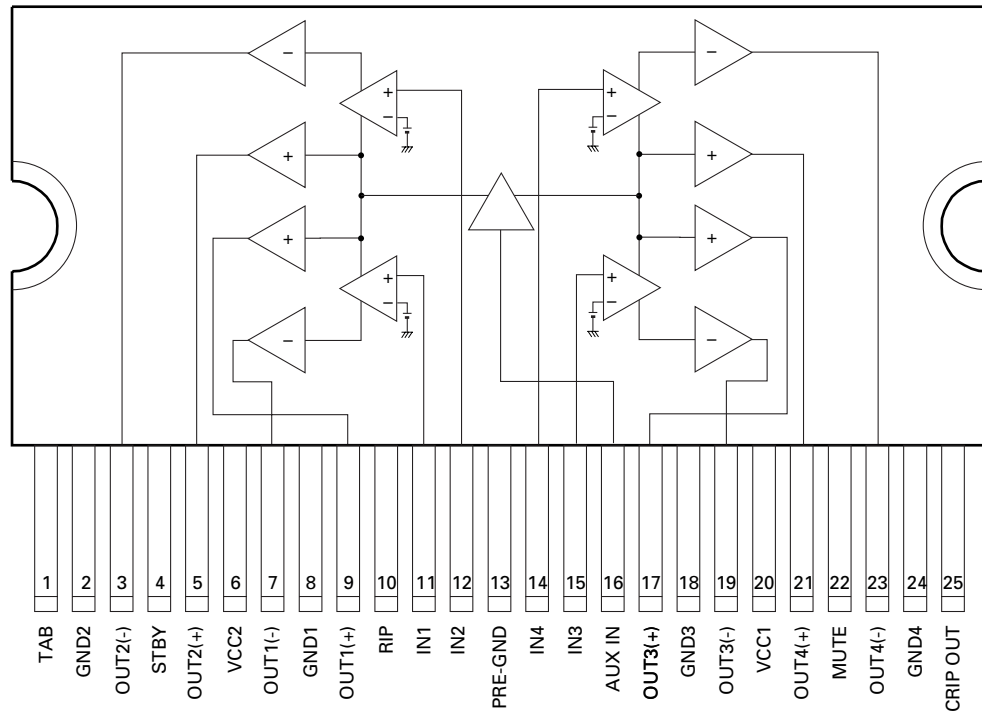 − −
+ +
− −
+ +
+ +
+ +
− −
− −
1 2 3 4 5 6 7 8 9 10 11 12 13 14 15 16 17 18 19 20 21 22 23 24 25
TAB
GND2
OUT2(-)
STBY
OUT2(+)
VCC2
OUT1(-)
GND1
OUT1(+)
RIP
IN1
IN2
PRE-GND
IN4
IN3
AUX IN
OUT3(+)
GND3
OUT3(-)
VCC1
OUT4(+)
MUTE
OUT4(-)
GND4
CRIP OUT